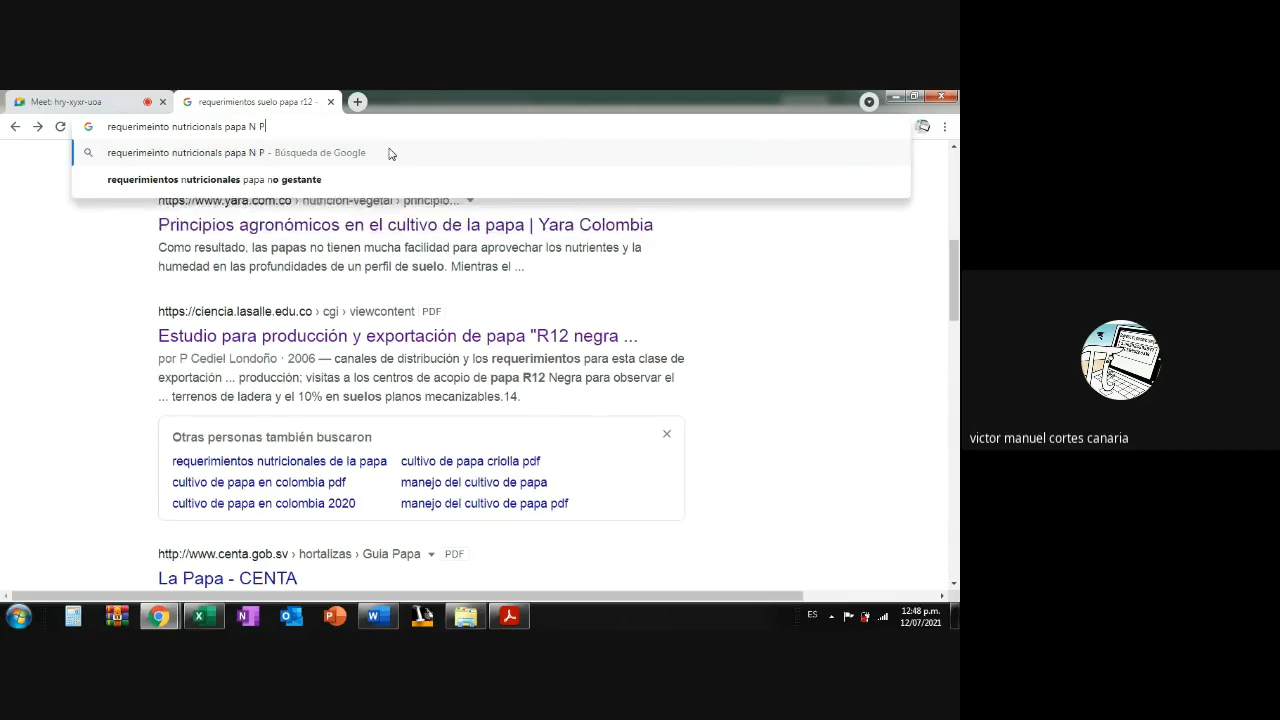 Meet: hry-xyxr-uoa
requerimientos suelo papa r12 -
requerimeinto nutricionals papa N P
requerimeinto nutricionals papa N P - Búsqueda de Google
requerimientos nutricionales papa no gestante
https://www.yara.com.co › nutricion-vegetal › principio...
Principios agronómicos en el cultivo de la papa | Yara Colombia
Como resultado, las papas no tienen mucha facilidad para aprovechar los nutrientes y la
humedad en las profundidades de un perfil de suelo. Mientras el ...
https://ciencia.lasalle.edu.co › cgi › viewcontent PDF
Estudio para producción y exportación de papa "R12 negra ...
por P Cediel Londoño · 2006 — canales de distribución y los requerimientos para esta clase de
exportación ... producción; visitas a los centros de acopio de papa R12 Negra para observar el
... terrenos de ladera y el 10% en suelos planos mecanizables.14.
Otras personas también buscaron
requerimientos nutricionales de la papa cultivo de papa criolla pdf
cultivo de papa en colombia pdf manejo del cultivo de papa
cultivo de papa en colombia 2020 manejo del cultivo de papa pdf
http://www.centa.gob.sv › hortalizas › Guia Papa PDF
La Papa - CENTA
ES
12:48 p.m.
12/07/2021
victor manuel cortes canaria